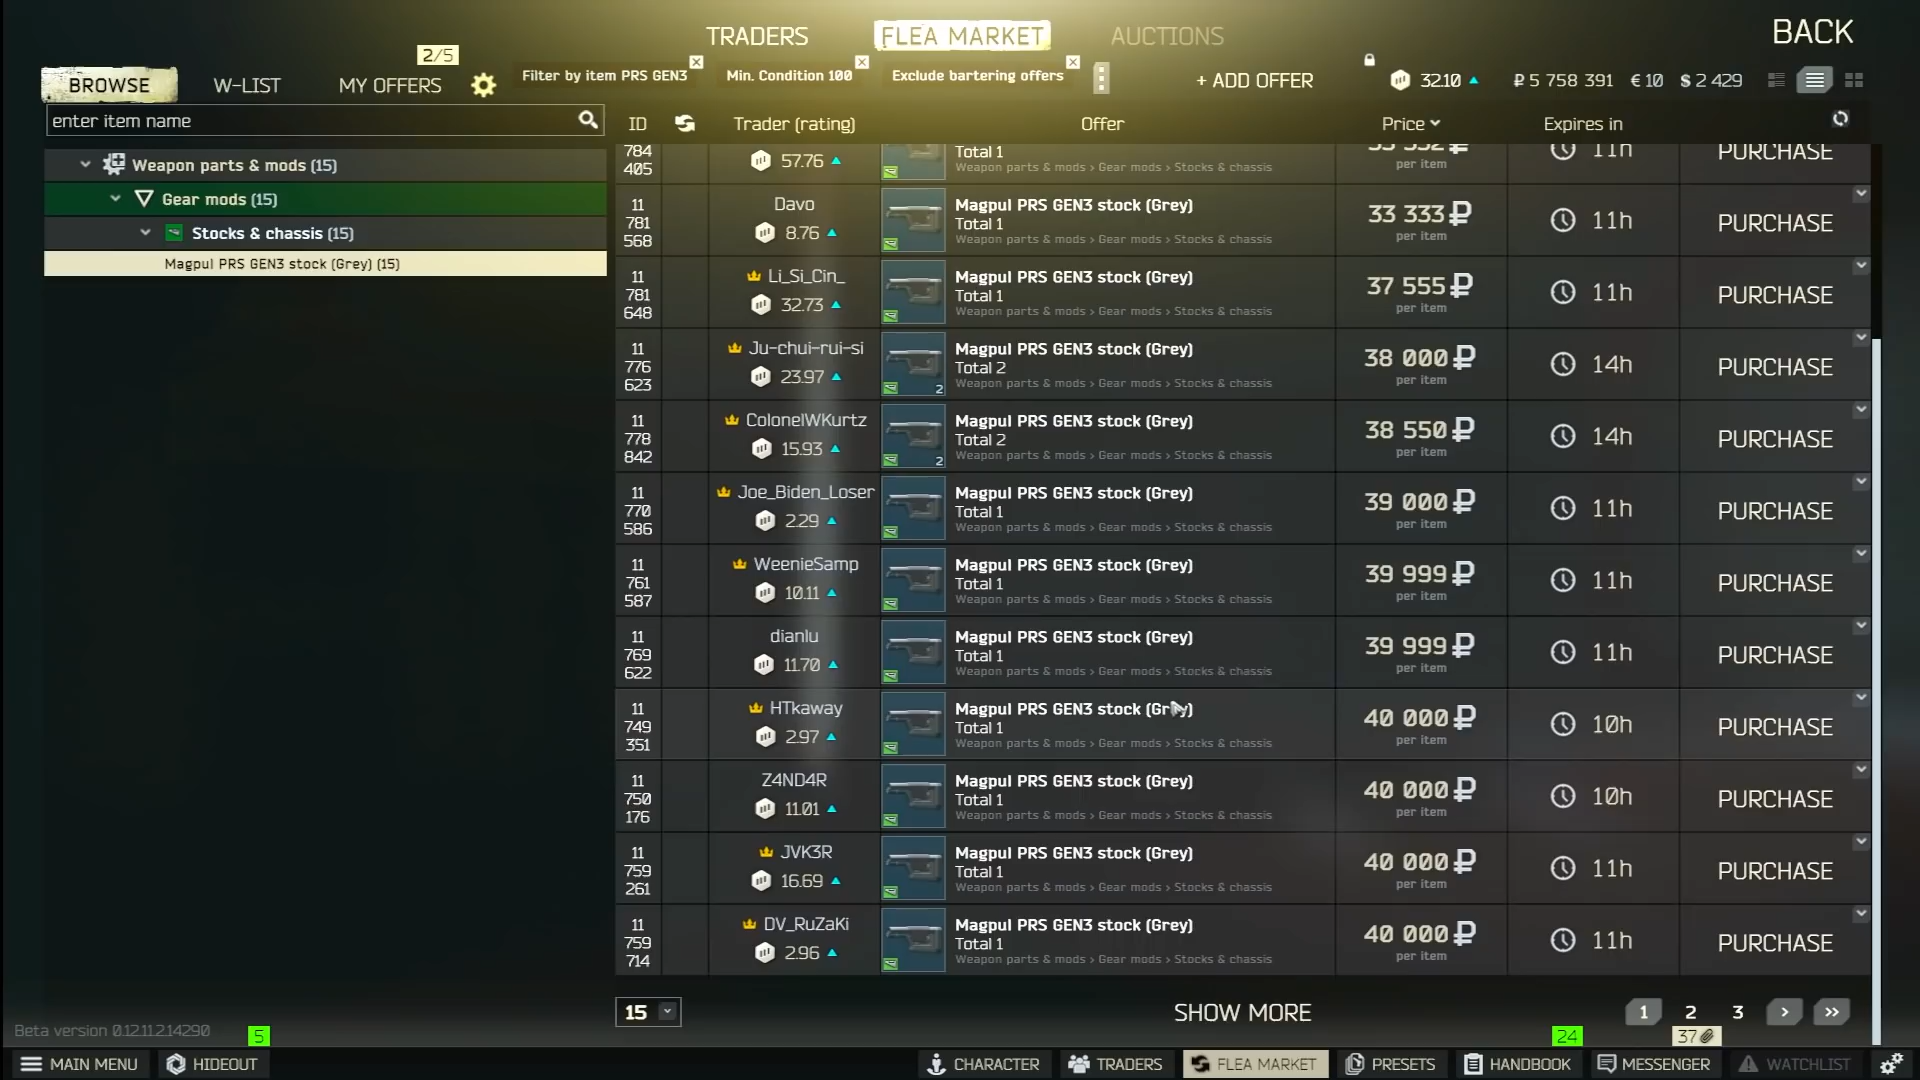 TRADERS
FLEA MARKET
AUCTIONS
BACK
2/5
BROWSE
W-LIST
MY OFFERS
Filter by item PRS GEN3
Min. Condition 100
Exclude bartering offers
+ ADD OFFER
32.10
₽ 5 758 391
€ 10
$ 2 429
enter item name
ID
Trader (rating)
Offer
Price
Expires in
Weapon parts & mods (15)
Gear mods (15)
Stocks & chassis (15)
Magpul PRS GEN3 stock (Grey) (15)
784
405
57.76
Total 1
Weapon parts & mods > Gear mods > Stocks & chassis
per item
11h
PURCHASE
11
781
568
Davo
8.76
Magpul PRS GEN3 stock (Grey)
Total 1
Weapon parts & mods > Gear mods > Stocks & chassis
33 333 ₽
per item
11h
PURCHASE
11
781
648
Li_Si_Cin_
32.73
Magpul PRS GEN3 stock (Grey)
Total 1
Weapon parts & mods > Gear mods > Stocks & chassis
37 555 ₽
per item
11h
PURCHASE
11
776
623
Ju-chui-rui-si
23.97
2
Magpul PRS GEN3 stock (Grey)
Total 2
Weapon parts & mods > Gear mods > Stocks & chassis
38 000 ₽
per item
14h
PURCHASE
11
778
842
ColonelWKurtz
15.93
2
Magpul PRS GEN3 stock (Grey)
Total 2
Weapon parts & mods > Gear mods > Stocks & chassis
38 550 ₽
per item
14h
PURCHASE
11
770
586
Joe_Biden_Loser
2.29
Magpul PRS GEN3 stock (Grey)
Total 1
Weapon parts & mods > Gear mods > Stocks & chassis
39 000 ₽
per item
11h
PURCHASE
11
761
587
WeenieSamp
10.11
Magpul PRS GEN3 stock (Grey)
Total 1
Weapon parts & mods > Gear mods > Stocks & chassis
39 999 ₽
per item
11h
PURCHASE
11
769
622
dianlu
11.70
Magpul PRS GEN3 stock (Grey)
Total 1
Weapon parts & mods > Gear mods > Stocks & chassis
39 999 ₽
per item
11h
PURCHASE
11
749
351
HTkaway
2.97
Magpul PRS GEN3 stock (Grey)
Total 1
Weapon parts & mods > Gear mods > Stocks & chassis
40 000 ₽
per item
10h
PURCHASE
11
750
176
Z4ND4R
11.01
Magpul PRS GEN3 stock (Grey)
Total 1
Weapon parts & mods > Gear mods > Stocks & chassis
40 000 ₽
per item
10h
PURCHASE
11
759
261
JVK3R
16.69
Magpul PRS GEN3 stock (Grey)
Total 1
Weapon parts & mods > Gear mods > Stocks & chassis
40 000 ₽
per item
11h
PURCHASE
11
759
714
DV_RuZaKi
2.96
Magpul PRS GEN3 stock (Grey)
Total 1
Weapon parts & mods > Gear mods > Stocks & chassis
40 000 ₽
per item
11h
PURCHASE
15
SHOW MORE
1
2
3
>
>>
Beta version 0.12.11.2.14290
5
24
37
MAIN MENU
HIDEOUT
CHARACTER
TRADERS
FLEA MARKET
PRESETS
HANDBOOK
MESSENGER
WATCHLIST